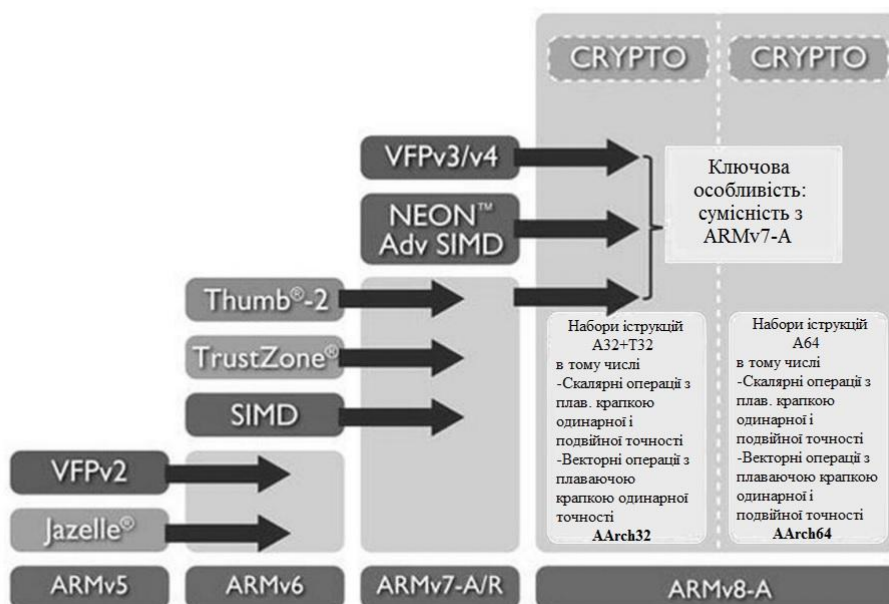 CRYPTO
CRYPTO
VFPv3/v4
NEON™
Adv SIMD
Ключова
особливість:
сумісність з
ARMv7-A
Thumb®-2
TrustZone®
SIMD
Набори іструкцій
A32+T32
в тому числі
-Скалярні операції з
плав. крапкою
одинарної і
подвійної точності
-Векторні операції з
плаваючою
крапкою одинарної
точності
AArch32
Набори іструкцій
A64
в тому числі
-Скалярні операції з
плав. крапкою
одинарної і
подвійної точності
-Векторні операції з
плаваючою крапкою
одинарної і
подвійної точності
AArch64
VFPv2
Jazelle®
ARMv5
ARMv6
ARMv7-A/R
ARMv8-A